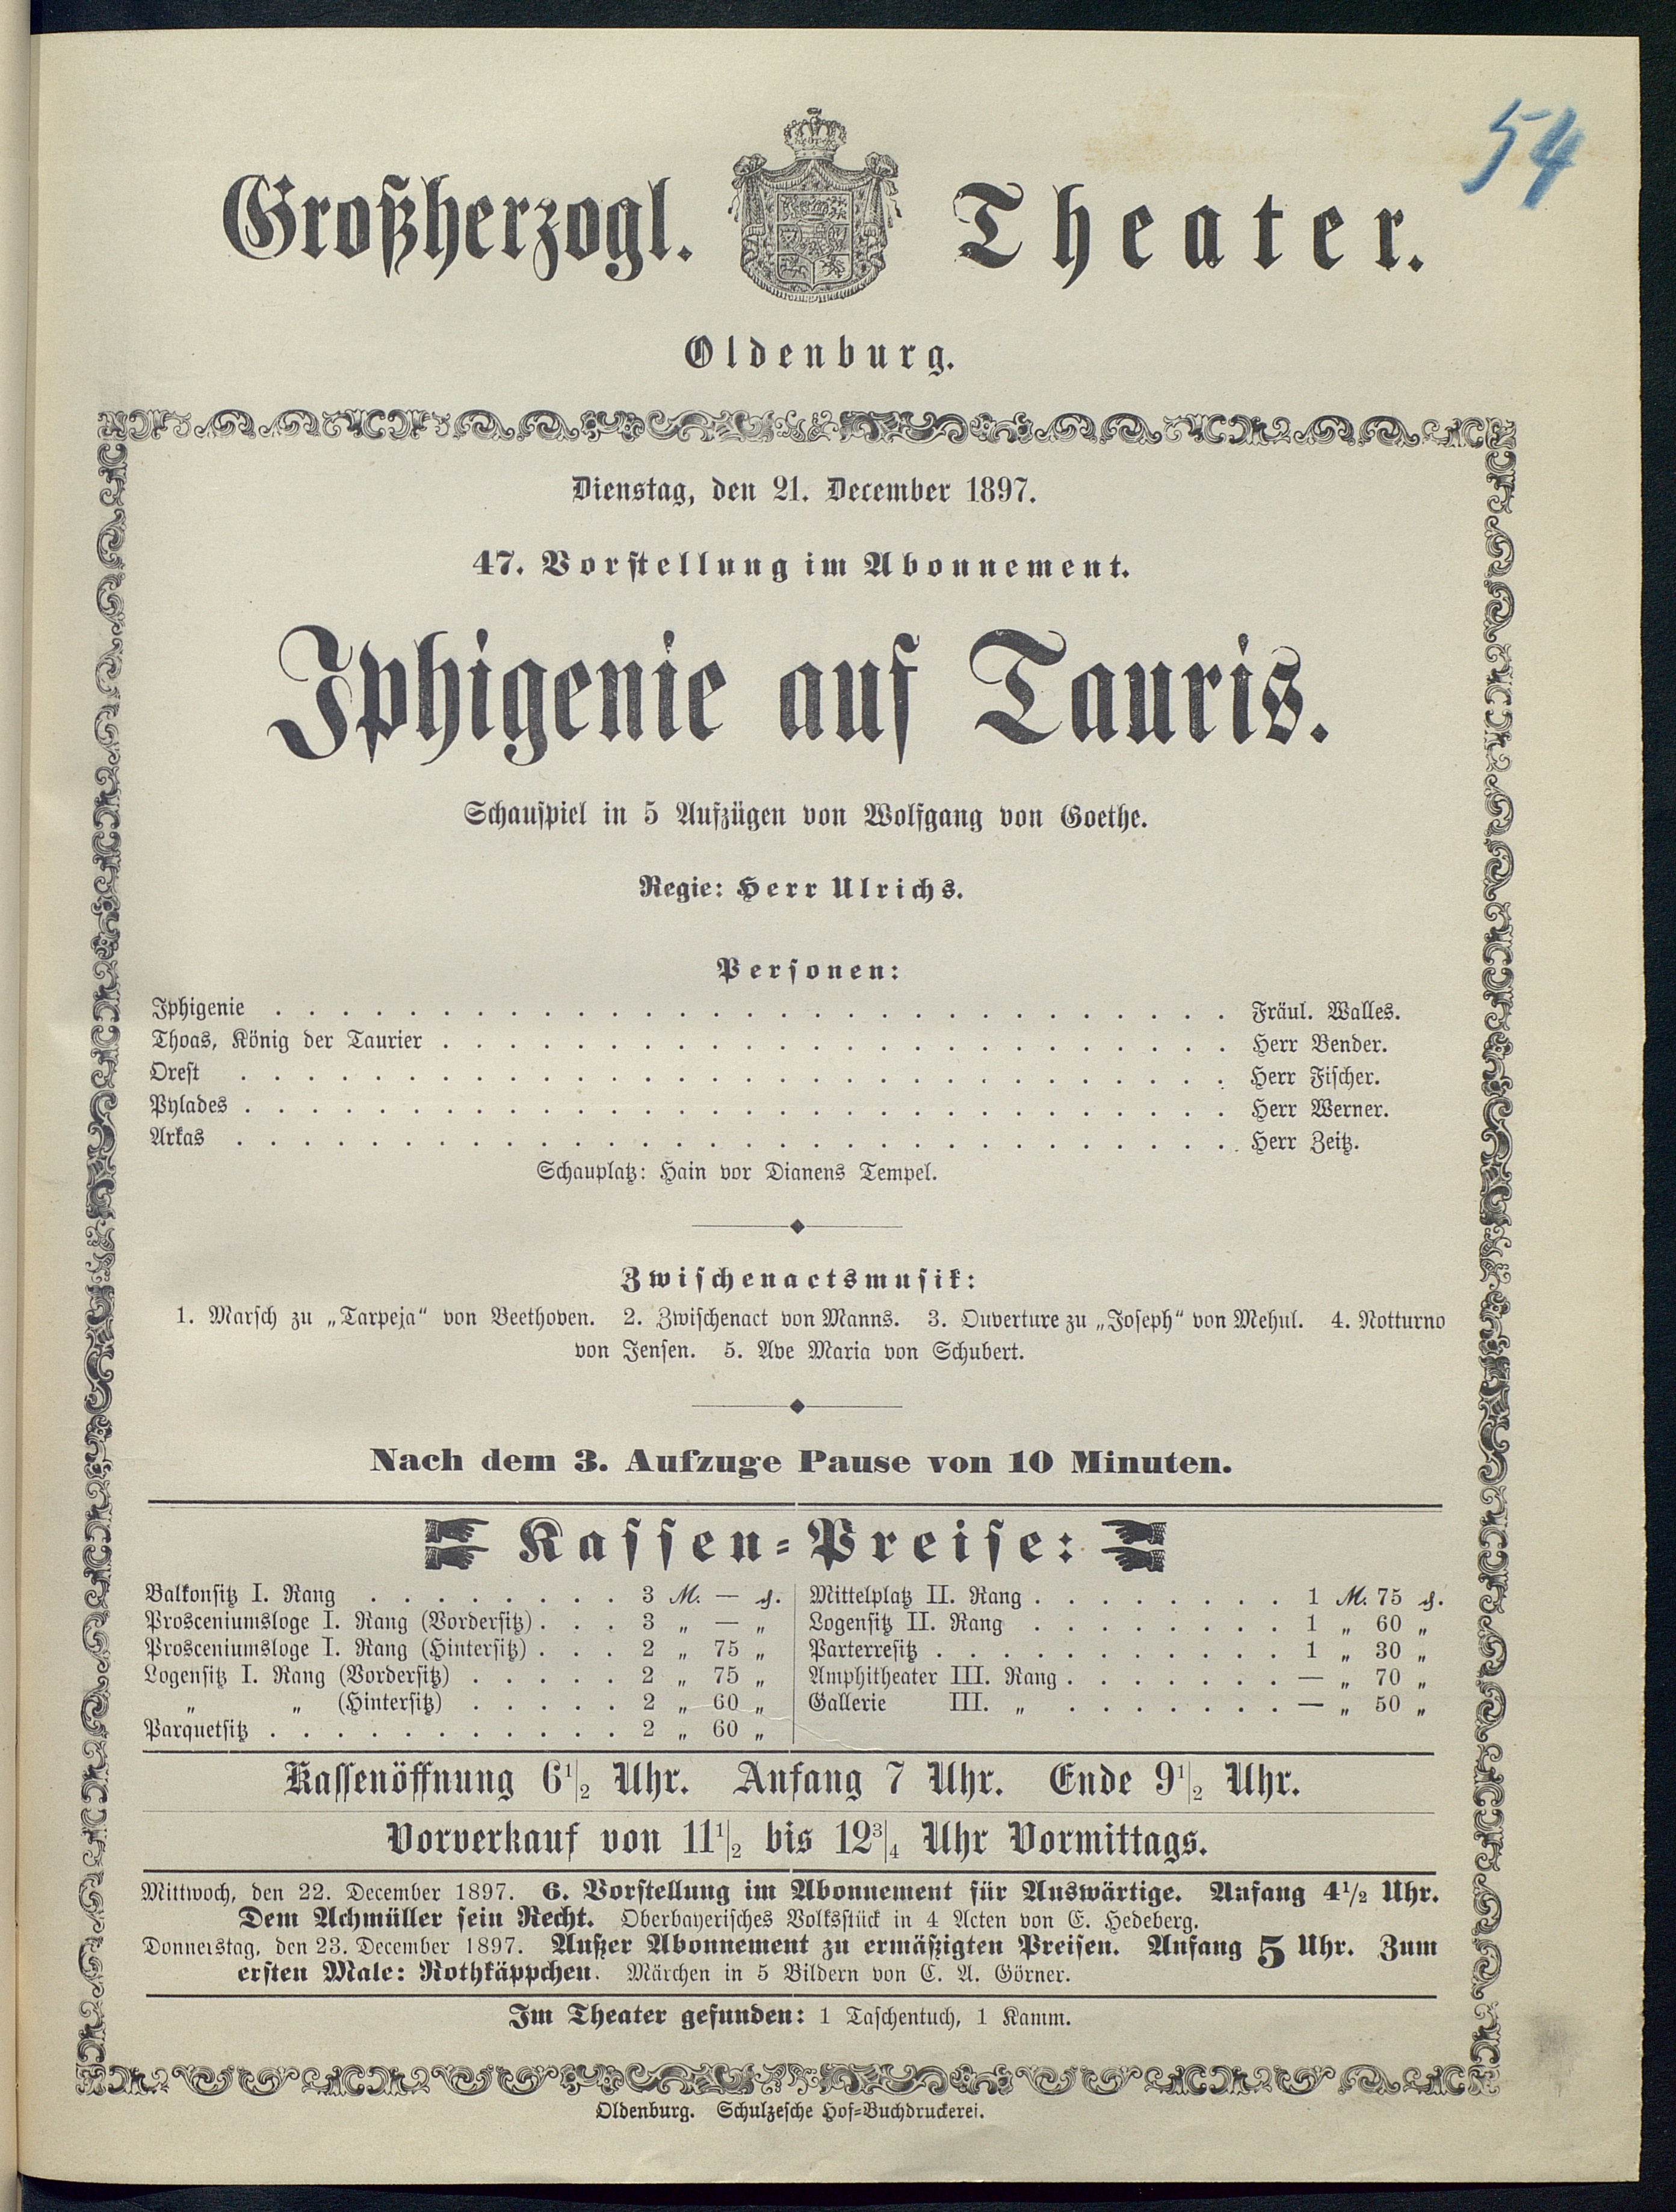 54
Großherzogl. Theater.
Oldenburg.
Dienstag, den 21. December 1897.
47. Vorstellung im Abonnement.
Iphigenie auf Tauris.
Schauspiel in 5 Aufzügen von Wolfgang von Goethe.
Regie: Herr Ulrichs.
Personen:
Iphigenie . . . . . . . . . . Fräul. Walles.
Thoas, König der Taurier . . . . . . . . . . Herr Bender.
Orest . . . . . . . . . . Herr Fischer.
Pylades . . . . . . . . . . Herr Werner.
Arkas . . . . . . . . . . Herr Zeitz.
Schauplatz: Hain vor Dianens Tempel.
Zwischenactsmusik:
1. Marsch zu „Tarpeja“ von Beethoven. 2. Zwischenact von Manns. 3. Ouverture zu „Joseph“ von Mehul. 4. Notturno
von Jensen. 5. Ave Maria von Schubert.
Nach dem 3. Aufzuge Pause von 10 Minuten.
Kassen-Preise:
Balkonsitz I. Rang . . . . . . . . 3 M. — ₰.
Prosceniumsloge I. Rang (Vordersitz) . . . 3 „ — „
Prosceniumsloge I. Rang (Hintersitz) . . . 2 „ 75 „
Logensitz I. Rang (Vordersitz) . . . . . 2 „ 75 „
„ „ (Hintersitz) . . . . . 2 „ 60 „
Parquetsitz . . . . . . . . . . . 2 „ 60 „
Mittelplatz II. Rang . . . . . . . . 1 M. 75 ₰.
Logensitz II. Rang . . . . . . . . 1 „ 60 „
Parterresitz . . . . . . . . . . . 1 „ 30 „
Amphitheater III. Rang . . . . . . . — „ 70 „
Gallerie III. „ . . . . . . . — „ 50 „
Kassenöffnung 6½ Uhr. Anfang 7 Uhr. Ende 9½ Uhr.
Vorverkauf von 11½ bis 12¾ Uhr Vormittags.
Mittwoch, den 22. December 1897. 6. Vorstellung im Abonnement für Auswärtige. Anfang 4½ Uhr.
Dem Achmüller sein Recht. Oberbayerisches Volksstück in 4 Acten von E. Hedeberg.
Donnerstag, den 23. December 1897. Außer Abonnement zu ermäßigten Preisen. Anfang 5 Uhr. Zum
ersten Male: Rothkäppchen. Märchen in 5 Bildern von C. A. Görner.
Im Theater gefunden: 1 Taschentuch, 1 Kamm.
Oldenburg. Schulzesche Hof-Buchdruckerei.